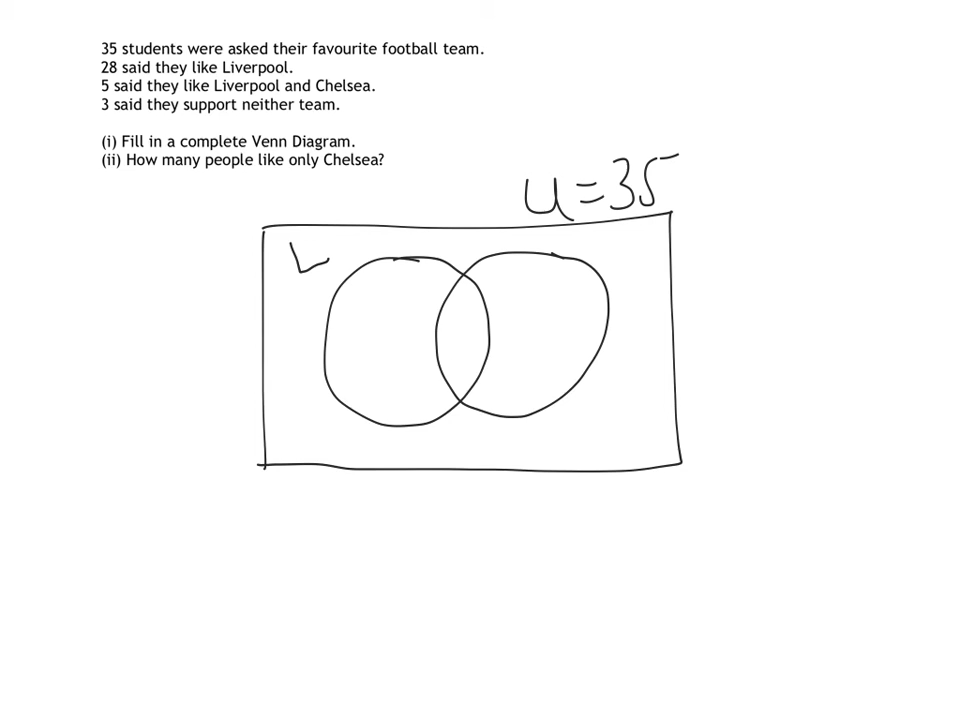 35 students were asked their favourite football team.
28 said they like Liverpool.
5 said they like Liverpool and Chelsea.
3 said they support neither team.
(i) Fill in a complete Venn Diagram.
(ii) How many people like only Chelsea?
U = 35
L